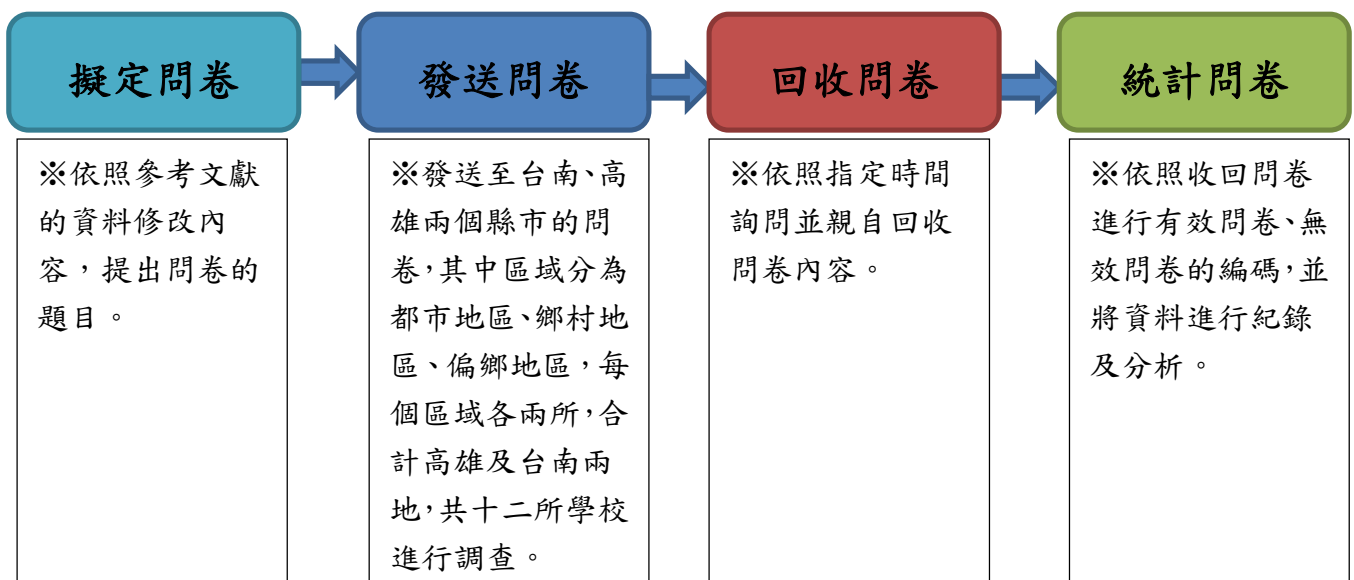 擬定問卷
發送問卷
回收問卷
統計問卷
※依照參考文獻
的資料修改內
容，提出問卷的
題目。
※發送至台南、高
雄兩個縣市的問
卷，其中區域分為
都市地區、鄉村地
區、偏鄉地區，每
個區域各兩所，合
計高雄及台南兩
地，共十二所學校
進行調查。
※依照指定時間
詢問並親自回收
問卷內容。
※依照收回問卷
進行有效問卷、無
效問卷的編碼，並
將資料進行紀錄
及分析。